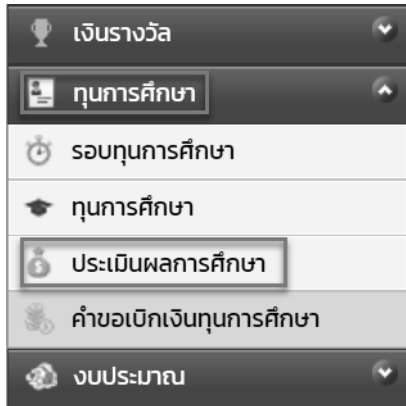 เงินรางวัล
ทุนการศึกษา
รอบทุนการศึกษา
ทุนการศึกษา
ประเมินผลการศึกษา
คำขอเบิกเงินทุนการศึกษา
งบประมาณ